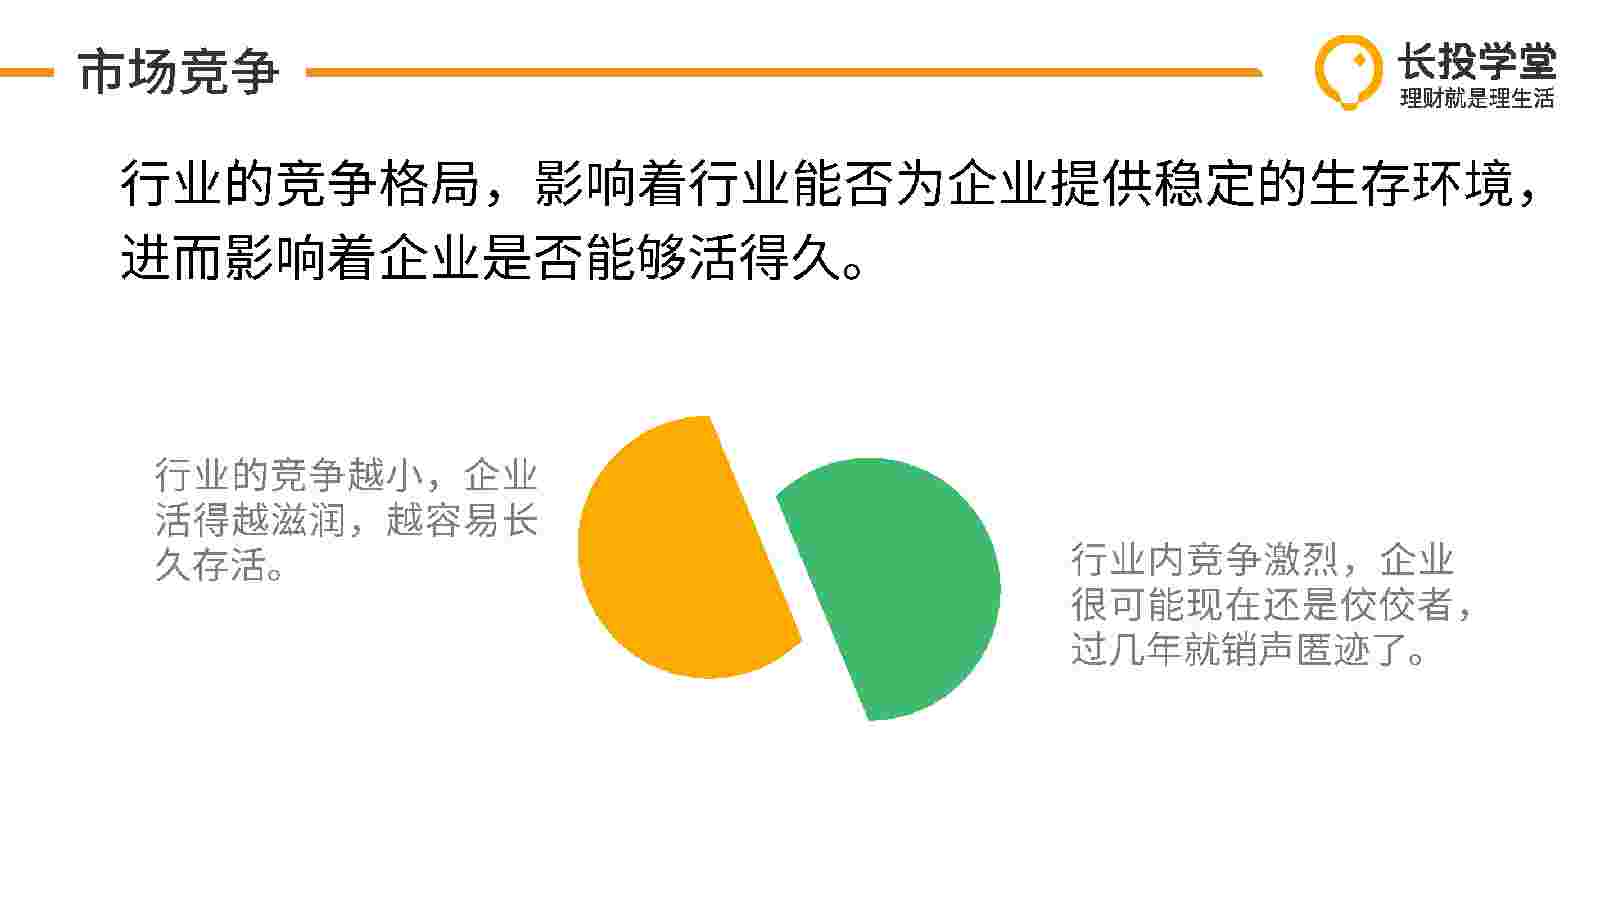 市场竞争
长投学堂
理财就是理生活
行业的竞争格局，影响着行业能否为企业提供稳定的生存环境，
进而影响着企业是否能够活得久。
行业的竞争越小，企业
活得越滋润，越容易长
久存活。
行业内竞争激烈，企业
很可能现在还是佼佼者，
过几年就销声匿迹了。